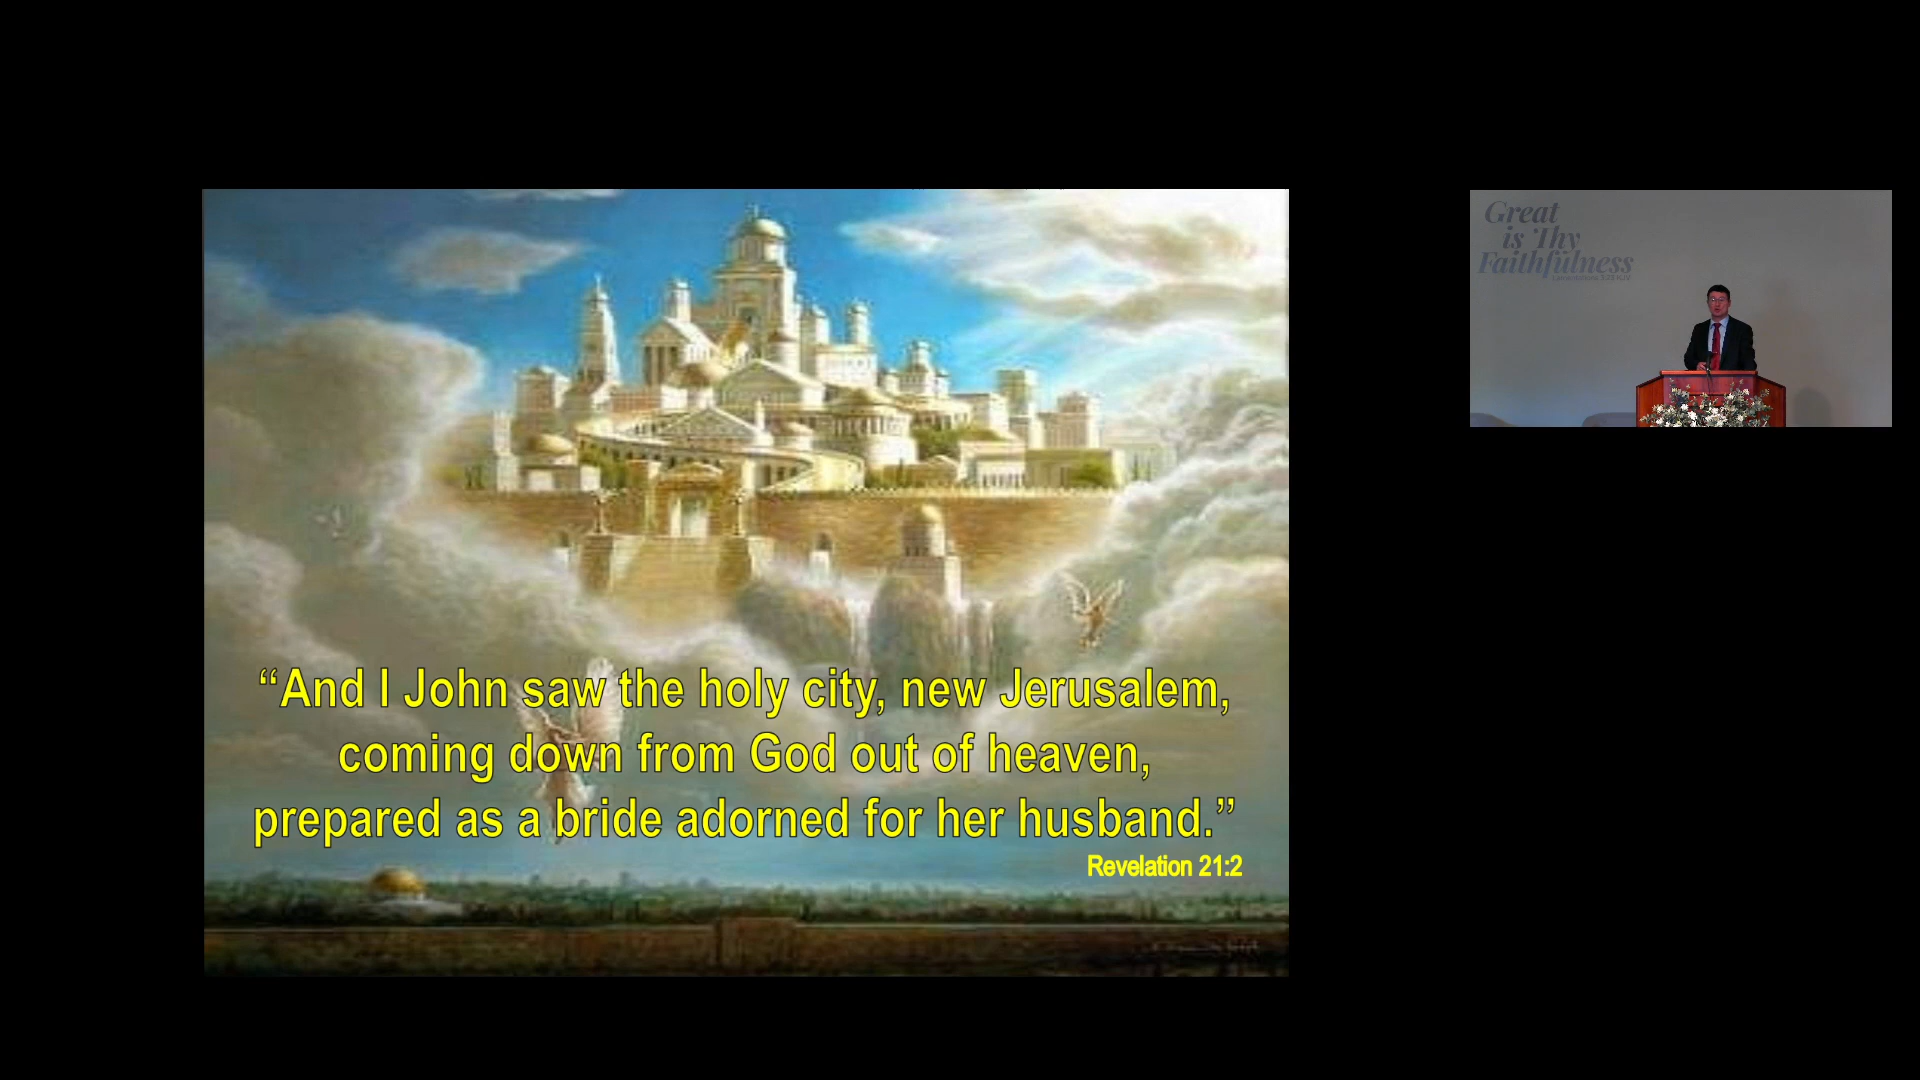 “And I John saw the holy city, new Jerusalem,
coming down from God out of heaven,
prepared as a bride adorned for her husband.”
Revelation 21:2
Great
is Thy
Faithfulness